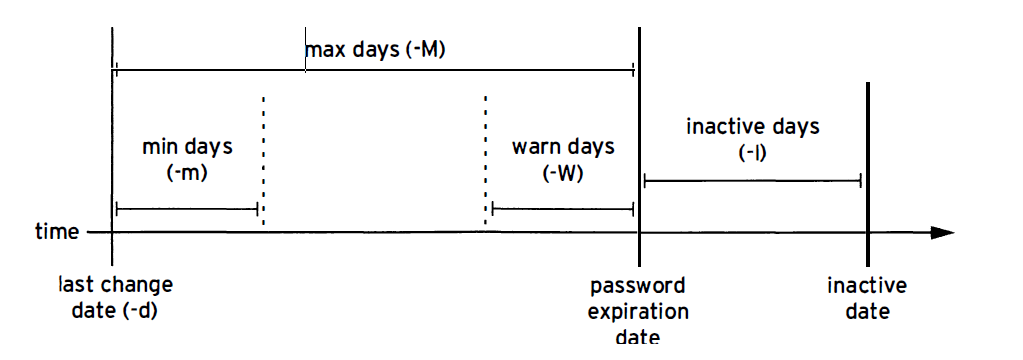 max days (-M)
min days
(-m)
warn days
(-W)
inactive days
(-I)
time
last change
date (-d)
password
expiration
date
inactive
date